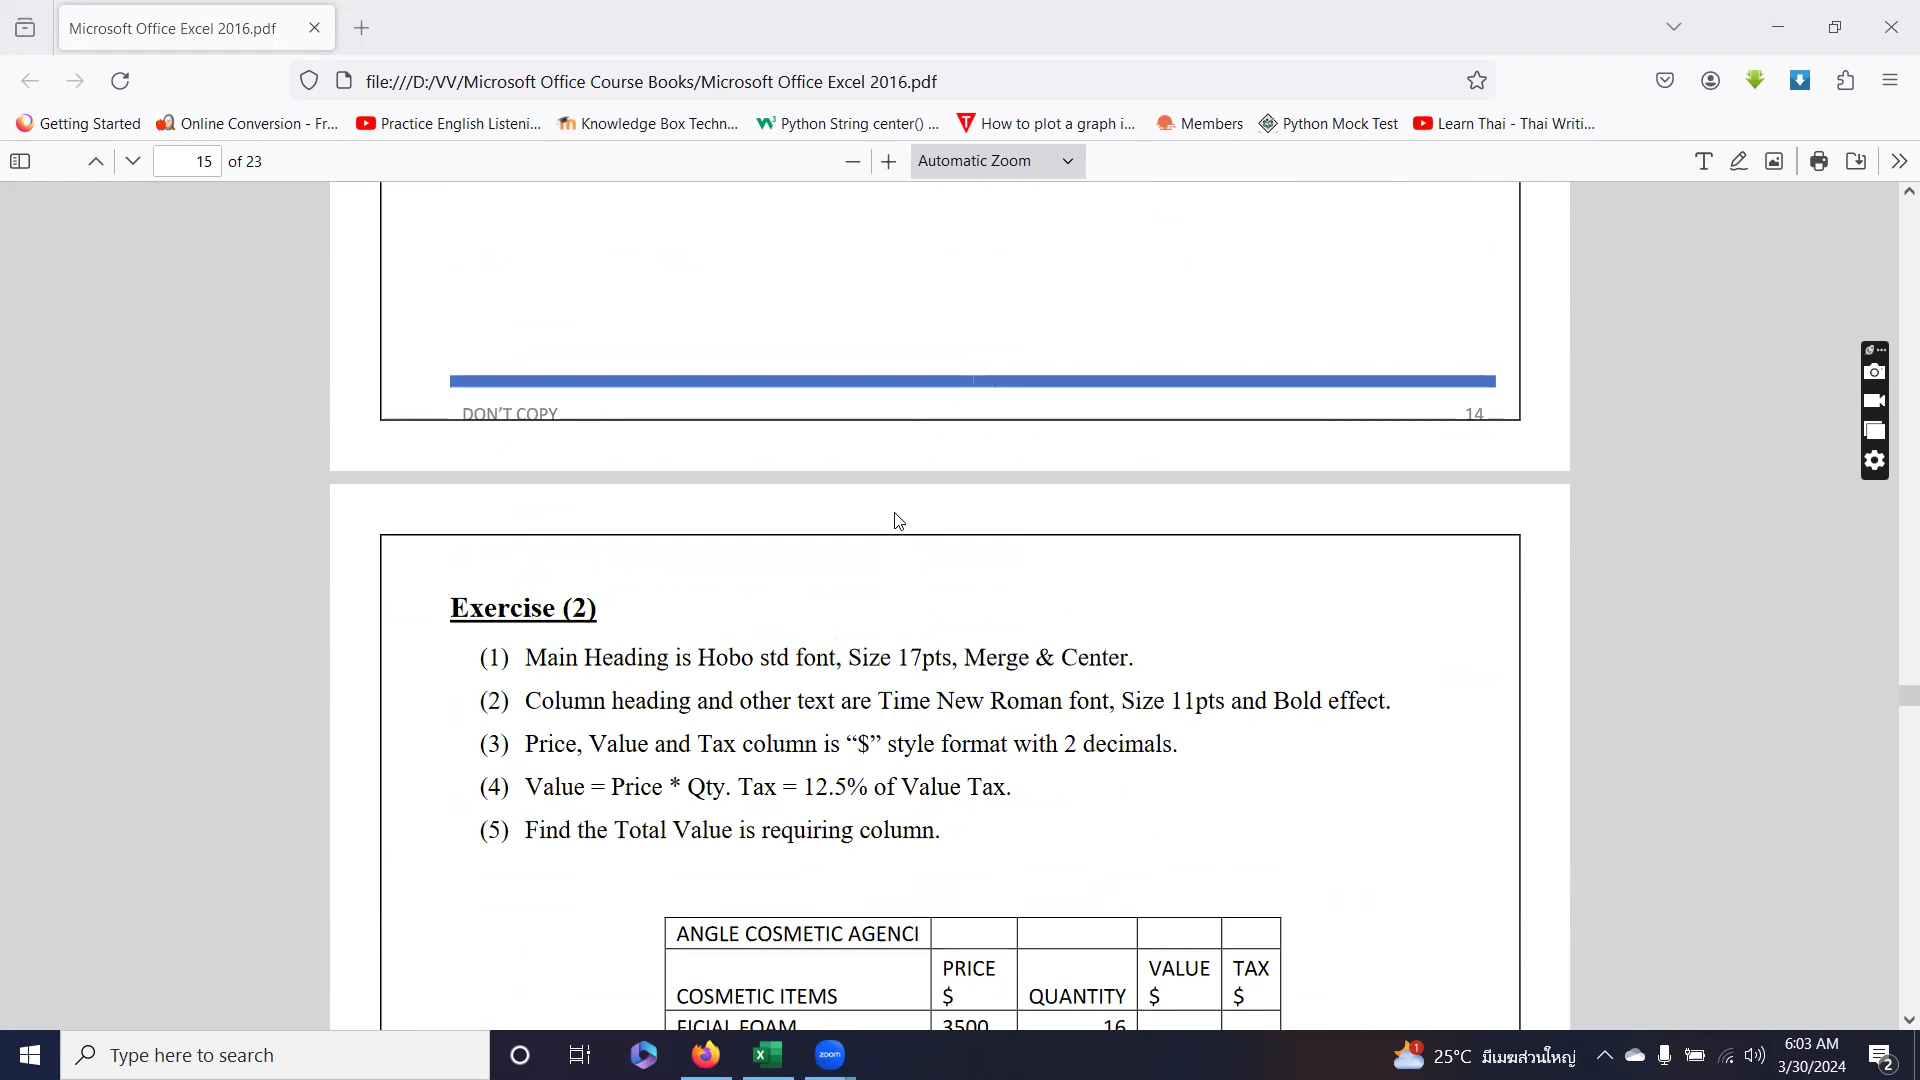 Microsoft Office Excel 2016.pdf
file:///D:/VV/Microsoft Office Course Books/Microsoft Office Excel 2016.pdf
Getting Started
Online Conversion - Fr...
Practice English Listeni...
Knowledge Box Techn...
Python String center() ...
How to plot a graph i...
Members
Python Mock Test
Learn Thai - Thai Writi...
15 of 23
Automatic Zoom
DON'T COPY 14
Exercise (2)
(1) Main Heading is Hobo std font, Size 17pts, Merge & Center.
(2) Column heading and other text are Time New Roman font, Size 11pts and Bold effect.
(3) Price, Value and Tax column is “$” style format with 2 decimals.
(4) Value = Price * Qty. Tax = 12.5% of Value Tax.
(5) Find the Total Value is requiring column.
ANGLE COSMETIC AGENCI
COSMETIC ITEMS PRICE $ QUANTITY VALUE $ TAX $
FICIAL FOAM 3500 16
Type here to search
zoom
1
25°C มีเมฆส่วนใหญ่
6:03 AM
3/30/2024
2